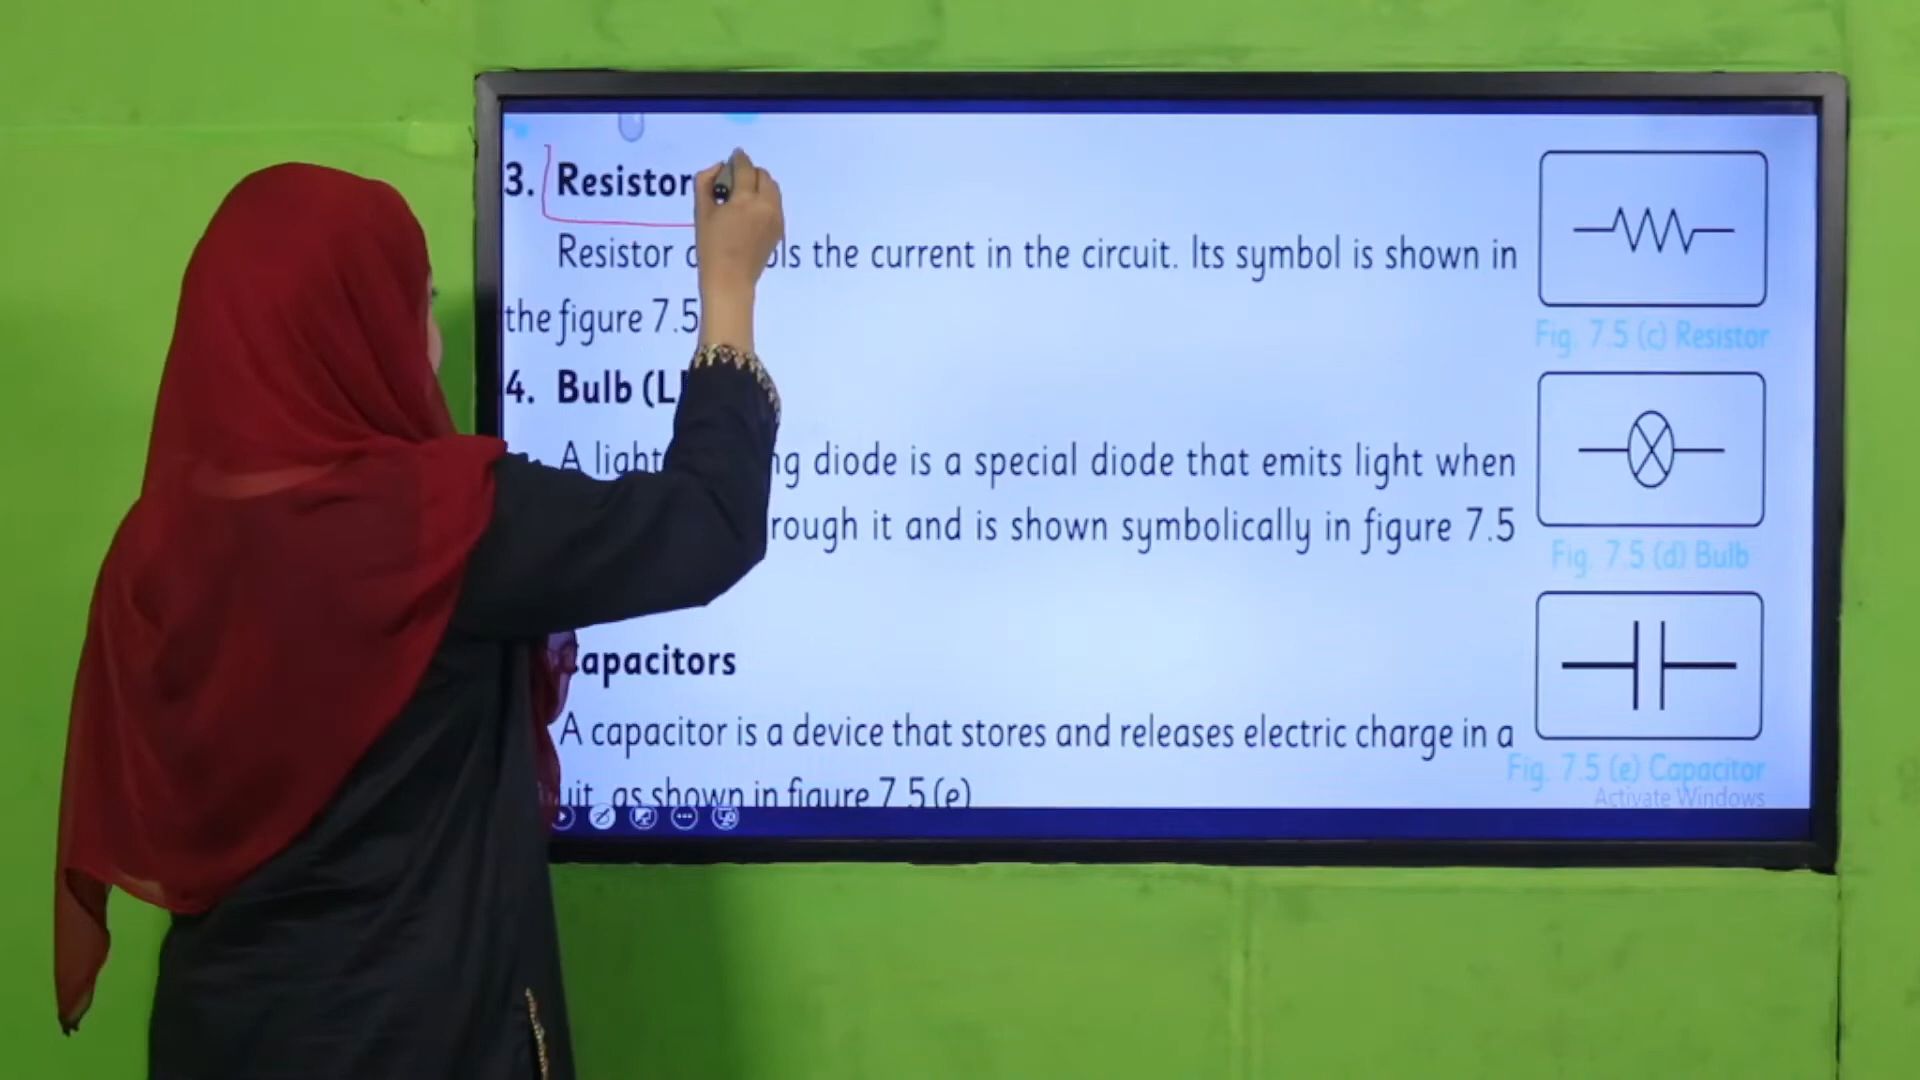 3. Resistor
Resistor ls the current in the circuit. Its symbol is shown in
the figure 7.5
Fig. 7.5 (c) Resistor
4. Bulb (L
A light ng diode is a special diode that emits light when
rough it and is shown symbolically in figure 7.5
Fig. 7.5 (d) Bulb
Capacitors
A capacitor is a device that stores and releases electric charge in a
uit, as shown in figure 7.5 (e)
Fig. 7.5 (e) Capacitor
Activate Windows